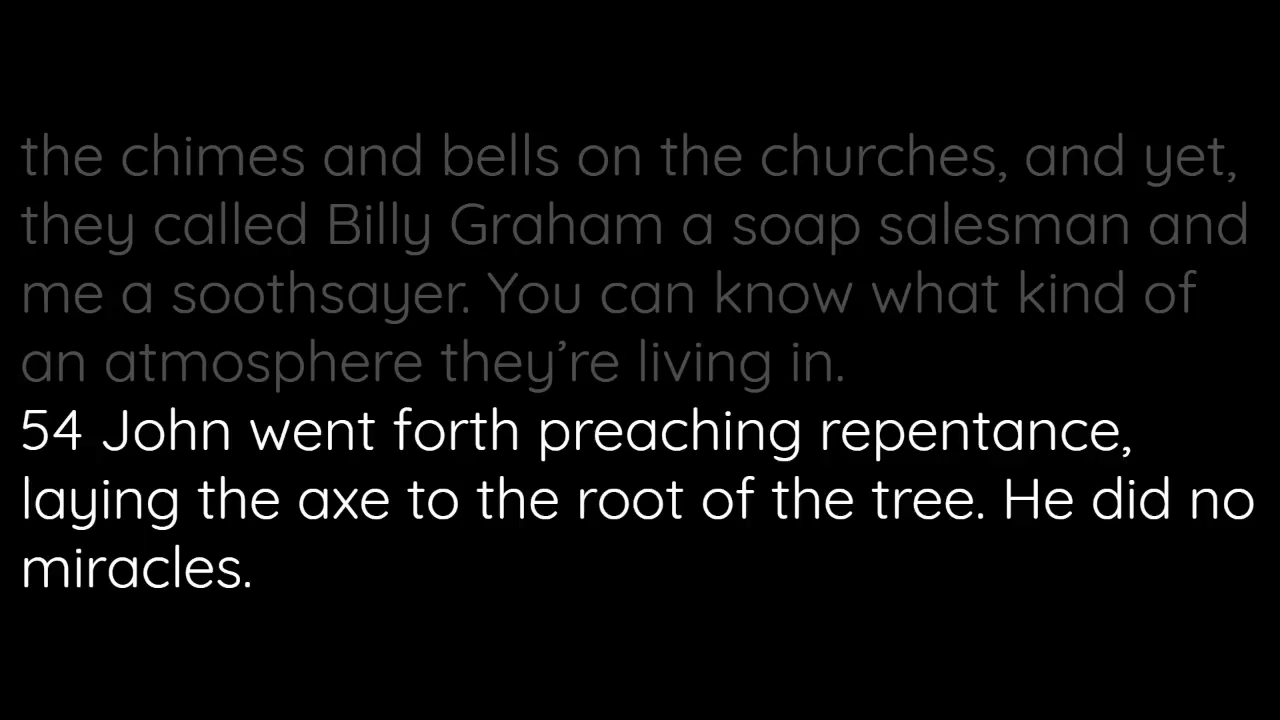 the chimes and bells on the churches, and yet,
they called Billy Graham a soap salesman and
me a soothsayer. You can know what kind of
an atmosphere they’re living in.
54 John went forth preaching repentance,
laying the axe to the root of the tree. He did no
miracles.